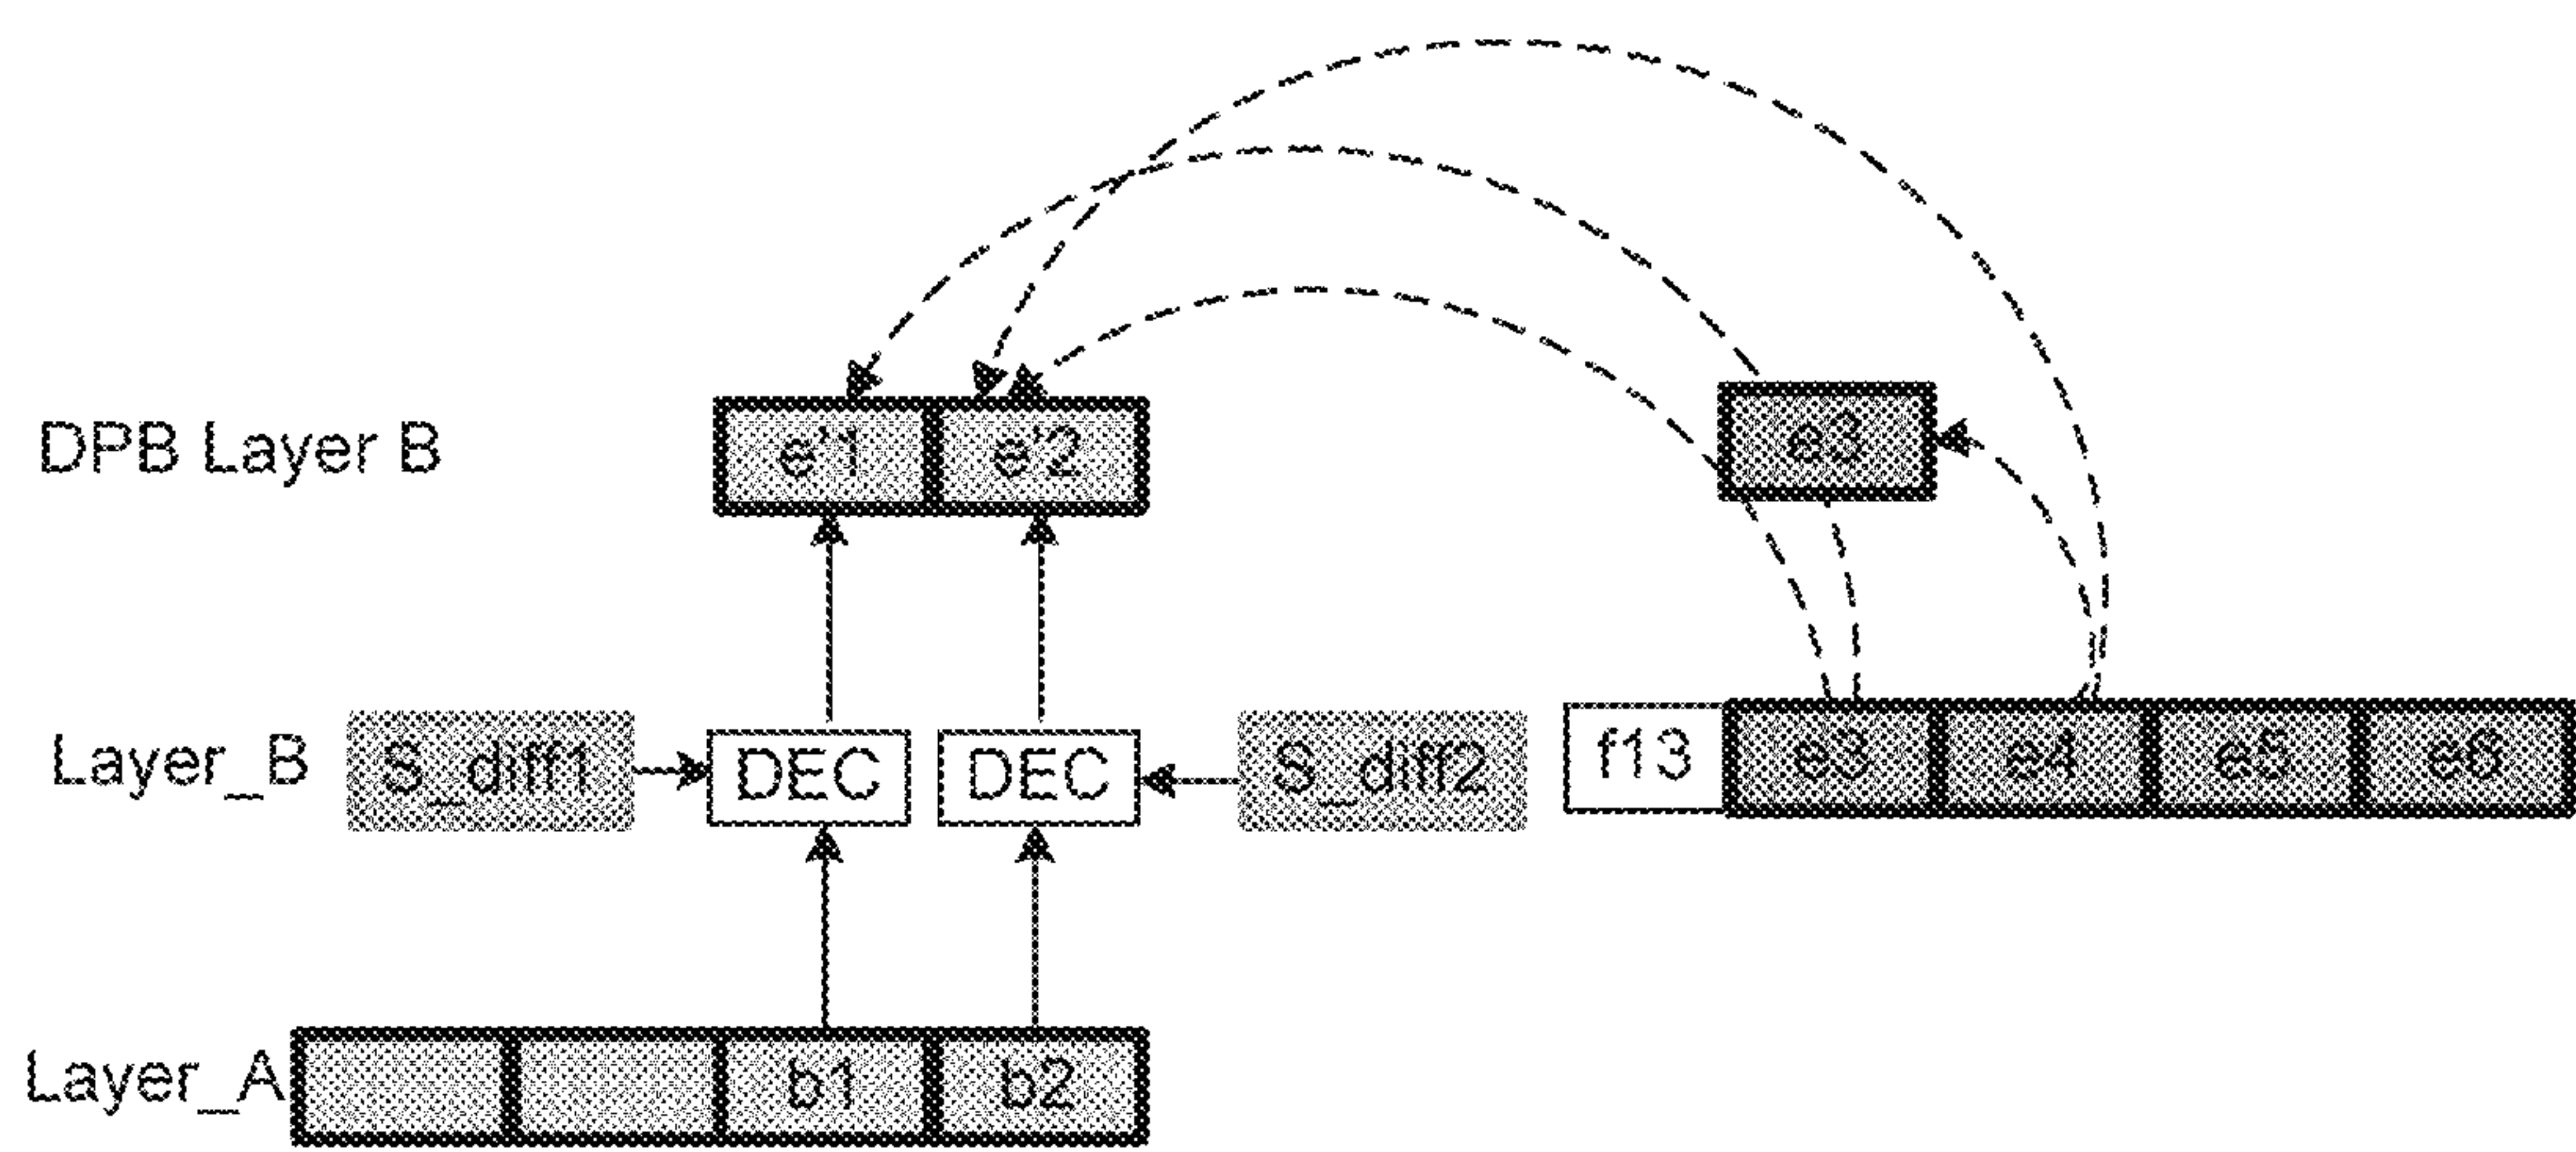 DPB Layer B e'1 e'2 e3
Layer_B S_diff1 DEC DEC S_diff2 f13 e3 e4 e5 e6
Layer_A b1 b2